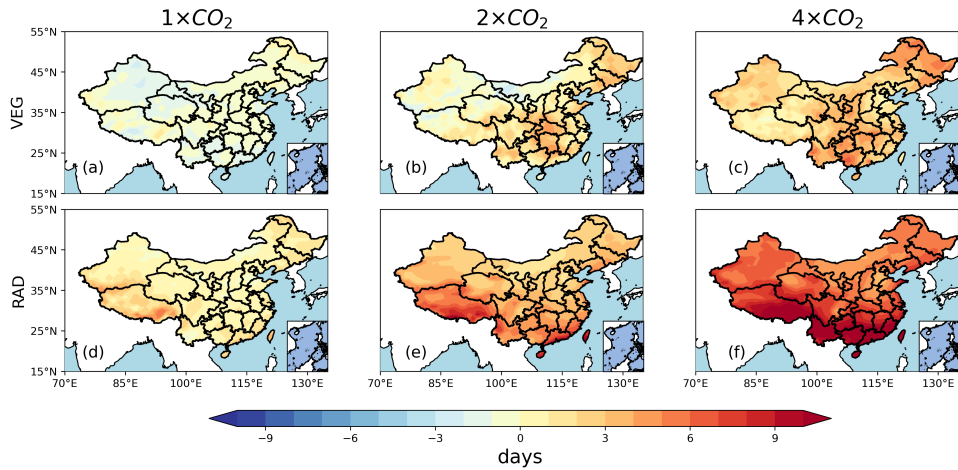 1×CO₂ 2×CO₂ 4×CO₂
55°N
45°N
VEG
35°N
25°N
(a) (b) (c)
15°N
55°N
45°N
RAD
35°N
25°N
(d) (e) (f)
15°N
70°E 85°E 100°E 115°E 130°E 70°E 85°E 100°E 115°E 130°E 70°E 85°E 100°E 115°E 130°E
−9 −6 −3 0 3 6 9
days